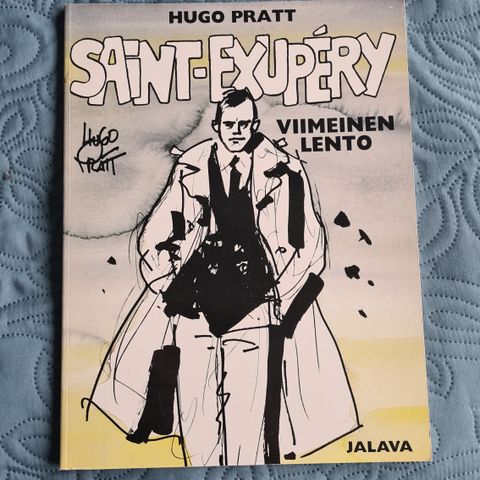 HUGO PRATT
SAINT-EXUPÉRY
VIIMEINEN
LENTO
HUGO
PRATT
JALAVA